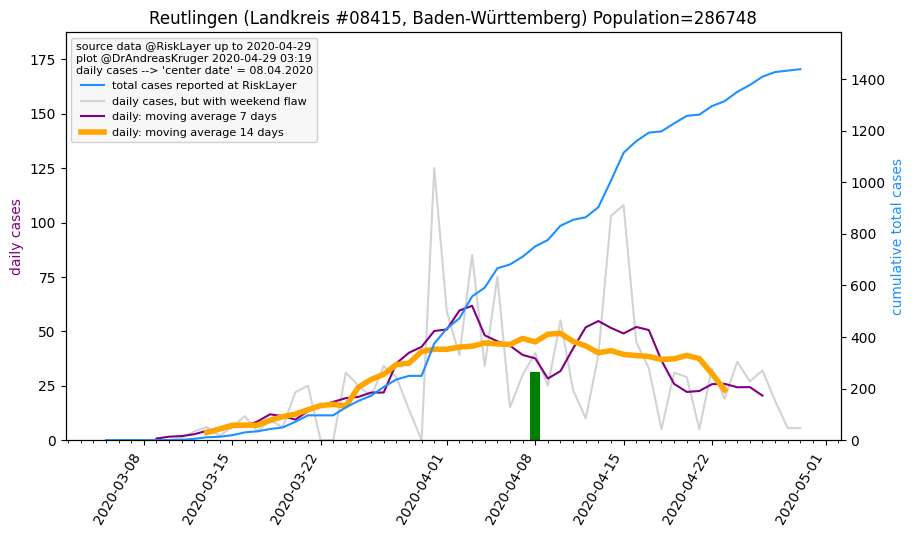 Reutlingen (Landkreis #08415, Baden-Württemberg) Population=286748
source data @RiskLayer up to 2020-04-29
plot @DrAndreasKruger 2020-04-29 03:19
daily cases --> 'center date' = 08.04.2020
total cases reported at RiskLayer
daily cases, but with weekend flaw
daily: moving average 7 days
daily: moving average 14 days
daily cases
175
150
125
100
75
50
25
0
1400
1200
1000
800
600
400
200
0
cumulative total cases
2020-03-08
2020-03-15
2020-03-22
2020-04-01
2020-04-08
2020-04-15
2020-04-22
2020-05-01